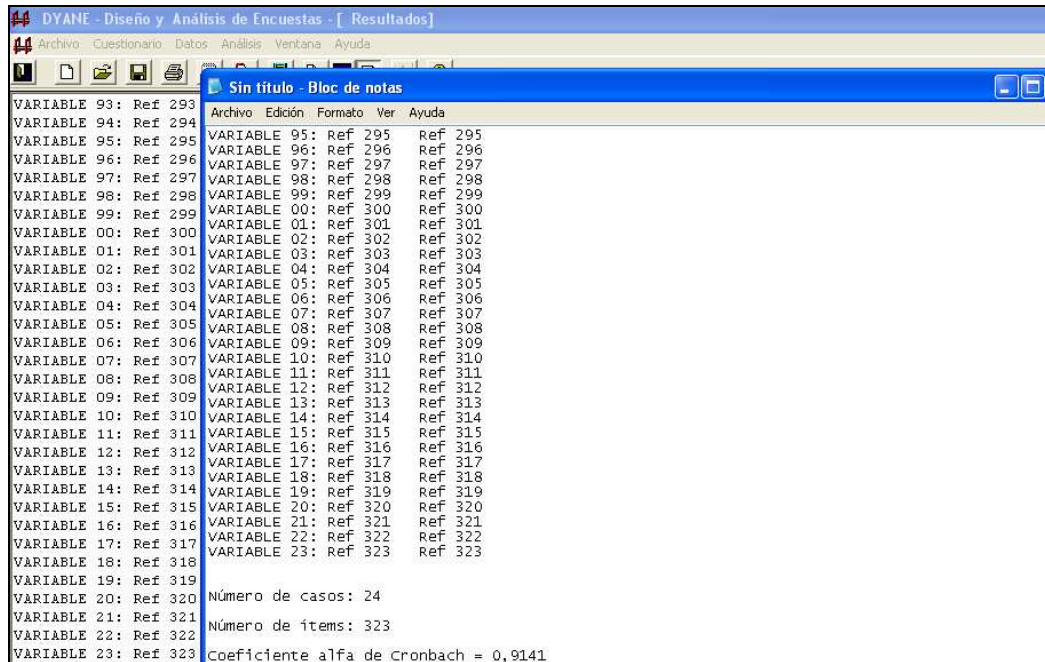 DYANE - Diseño y Análisis de Encuestas - [ Resultados]
Archivo Cuestionario Datos Análisis Ventana Ayuda
VARIABLE 93: Ref 293
VARIABLE 94: Ref 294
VARIABLE 95: Ref 295
VARIABLE 96: Ref 296
VARIABLE 97: Ref 297
VARIABLE 98: Ref 298
VARIABLE 99: Ref 299
VARIABLE 00: Ref 300
VARIABLE 01: Ref 301
VARIABLE 02: Ref 302
VARIABLE 03: Ref 303
VARIABLE 04: Ref 304
VARIABLE 05: Ref 305
VARIABLE 06: Ref 306
VARIABLE 07: Ref 307
VARIABLE 08: Ref 308
VARIABLE 09: Ref 309
VARIABLE 10: Ref 310
VARIABLE 11: Ref 311
VARIABLE 12: Ref 312
VARIABLE 13: Ref 313
VARIABLE 14: Ref 314
VARIABLE 15: Ref 315
VARIABLE 16: Ref 316
VARIABLE 17: Ref 317
VARIABLE 18: Ref 318
VARIABLE 19: Ref 319
VARIABLE 20: Ref 320
VARIABLE 21: Ref 321
VARIABLE 22: Ref 322
VARIABLE 23: Ref 323
Sin título - Bloc de notas
Archivo Edición Formato Ver Ayuda
VARIABLE 95: Ref 295 Ref 295
VARIABLE 96: Ref 296 Ref 296
VARIABLE 97: Ref 297 Ref 297
VARIABLE 98: Ref 298 Ref 298
VARIABLE 99: Ref 299 Ref 299
VARIABLE 00: Ref 300 Ref 300
VARIABLE 01: Ref 301 Ref 301
VARIABLE 02: Ref 302 Ref 302
VARIABLE 03: Ref 303 Ref 303
VARIABLE 04: Ref 304 Ref 304
VARIABLE 05: Ref 305 Ref 305
VARIABLE 06: Ref 306 Ref 306
VARIABLE 07: Ref 307 Ref 307
VARIABLE 08: Ref 308 Ref 308
VARIABLE 09: Ref 309 Ref 309
VARIABLE 10: Ref 310 Ref 310
VARIABLE 11: Ref 311 Ref 311
VARIABLE 12: Ref 312 Ref 312
VARIABLE 13: Ref 313 Ref 313
VARIABLE 14: Ref 314 Ref 314
VARIABLE 15: Ref 315 Ref 315
VARIABLE 16: Ref 316 Ref 316
VARIABLE 17: Ref 317 Ref 317
VARIABLE 18: Ref 318 Ref 318
VARIABLE 19: Ref 319 Ref 319
VARIABLE 20: Ref 320 Ref 320
VARIABLE 21: Ref 321 Ref 321
VARIABLE 22: Ref 322 Ref 322
VARIABLE 23: Ref 323 Ref 323
Número de casos: 24
Número de ítems: 323
Coeficiente alfa de Cronbach = 0,9141